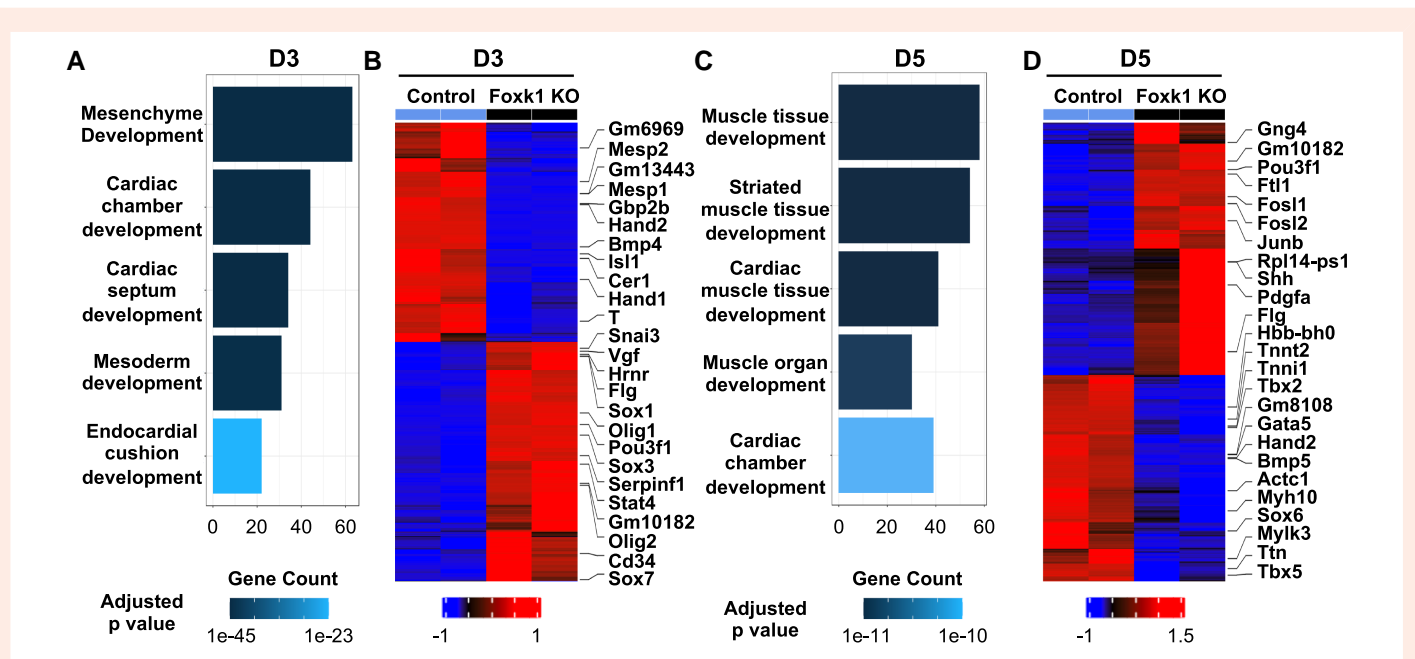 A
D3
Mesenchyme
Development
Cardiac
chamber
development
Cardiac
septum
development
Mesoderm
development
Endocardial
cushion
development
0 20 40 60
Gene Count
Adjusted
p value
1e-45 1e-23
B
D3
Control Foxk1 KO
Gm6969
Mesp2
Gm13443
Mesp1
Gbp2b
Hand2
Bmp4
Isl1
Cer1
Hand1
T
Snai3
Vgf
Hrnr
Flg
Sox1
Olig1
Pou3f1
Sox3
Serpinf1
Stat4
Gm10182
Olig2
Cd34
Sox7
-1 1
C
D5
Muscle tissue
development
Striated
muscle tissue
development
Cardiac
muscle tissue
development
Muscle organ
development
Cardiac
chamber
development
0 20 40 60
Gene Count
Adjusted
p value
1e-11 1e-10
D
D5
Control Foxk1 KO
Gng4
Gm10182
Pou3f1
Ftl1
Fosl1
Fosl2
Junb
Rpl14-ps1
Shh
Pdgfa
Flg
Hbb-bh0
Tnnt2
Tnni1
Tbx2
Gm8108
Gata5
Hand2
Bmp5
Actc1
Myh10
Sox6
Mylk3
Ttn
Tbx5
-1 1.5